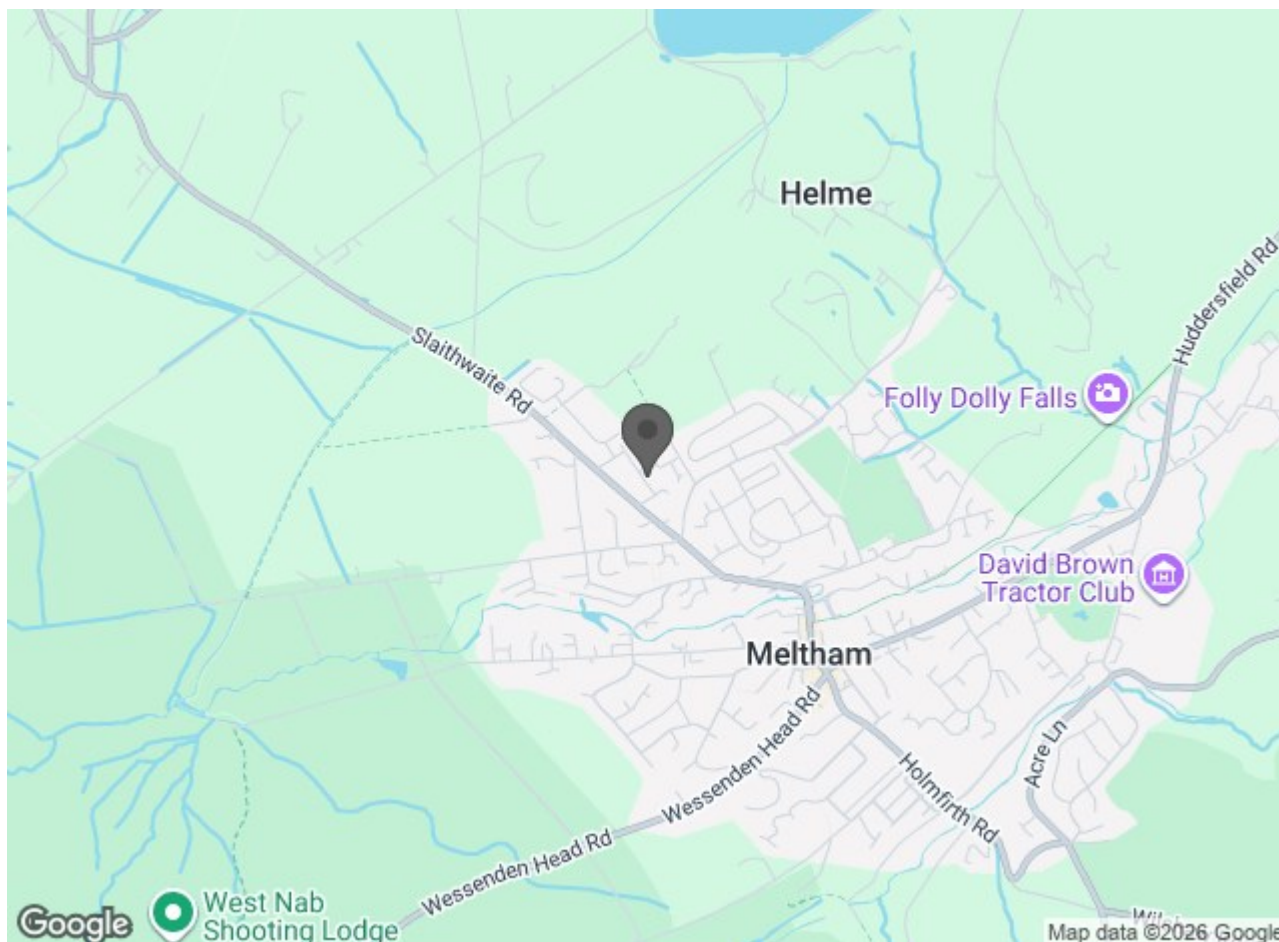 Helme
Huddersfield Rd
Slaithwaite Rd
Folly Dolly Falls
David Brown
Tractor Club
Meltham
Wessenden Head Rd
Acre Ln
Holmfirth Rd
Wessenden Head Rd
West Nab
Shooting Lodge
Google
Map data ©2026 Google